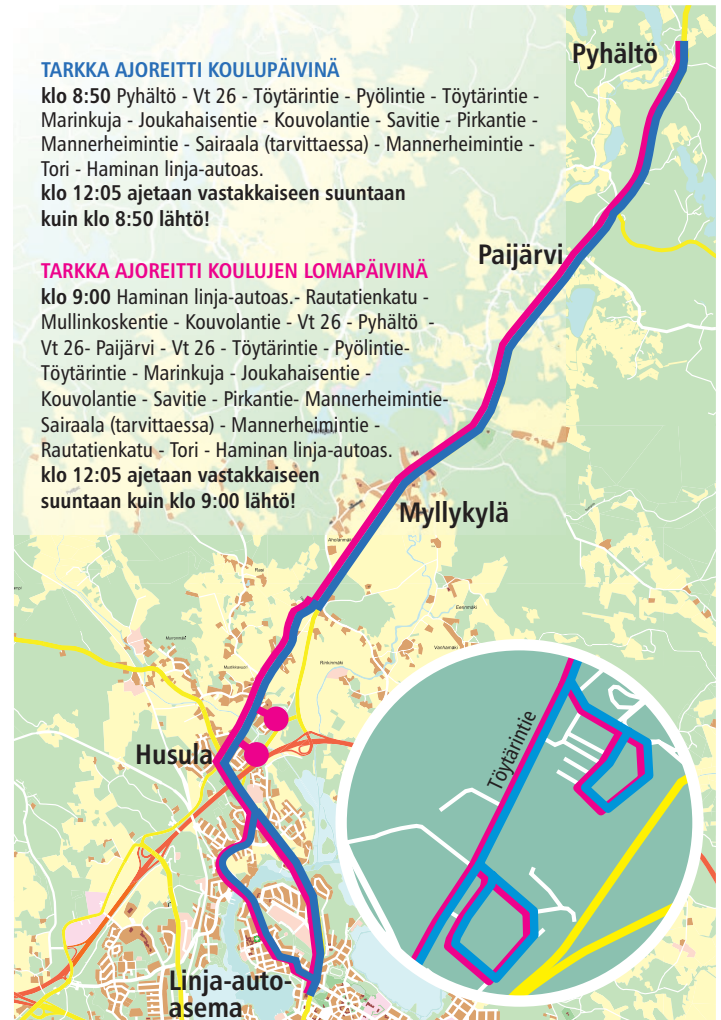 TARKKA AJOREITTI KOULUPÄIVINÄ
klo 8:50 Pyhältö - Vt 26 - Töytärintie - Pyölintie - Töytärintie -
Marinkuja - Joukahaisentie - Kouvolantie - Savitie - Pirkantie -
Mannerheimintie - Sairaala (tarvittaessa) - Mannerheimintie -
Tori - Haminan linja-autoas.
klo 12:05 ajetaan vastakkaiseen suuntaan
kuin klo 8:50 lähtö!
TARKKA AJOREITTI KOULUJEN LOMAPÄIVINÄ
klo 9:00 Haminan linja-autoas.- Rautatienkatu -
Mullinkoskentie - Kouvolantie - Vt 26 - Pyhältö -
Vt 26- Paijärvi - Vt 26 - Töytärintie - Pyölintie-
Töytärintie - Marinkuja - Joukahaisentie -
Kouvolantie - Savitie - Pirkantie- Mannerheimintie-
Sairaala (tarvittaessa) - Mannerheimintie -
Rautatienkatu - Tori - Haminan linja-autoas.
klo 12:05 ajetaan vastakkaiseen
suuntaan kuin klo 9:00 lähtö!
Pyhältö
Paijärvi
Myllykylä
Husula
Töytärintie
Linja-auto-
asema